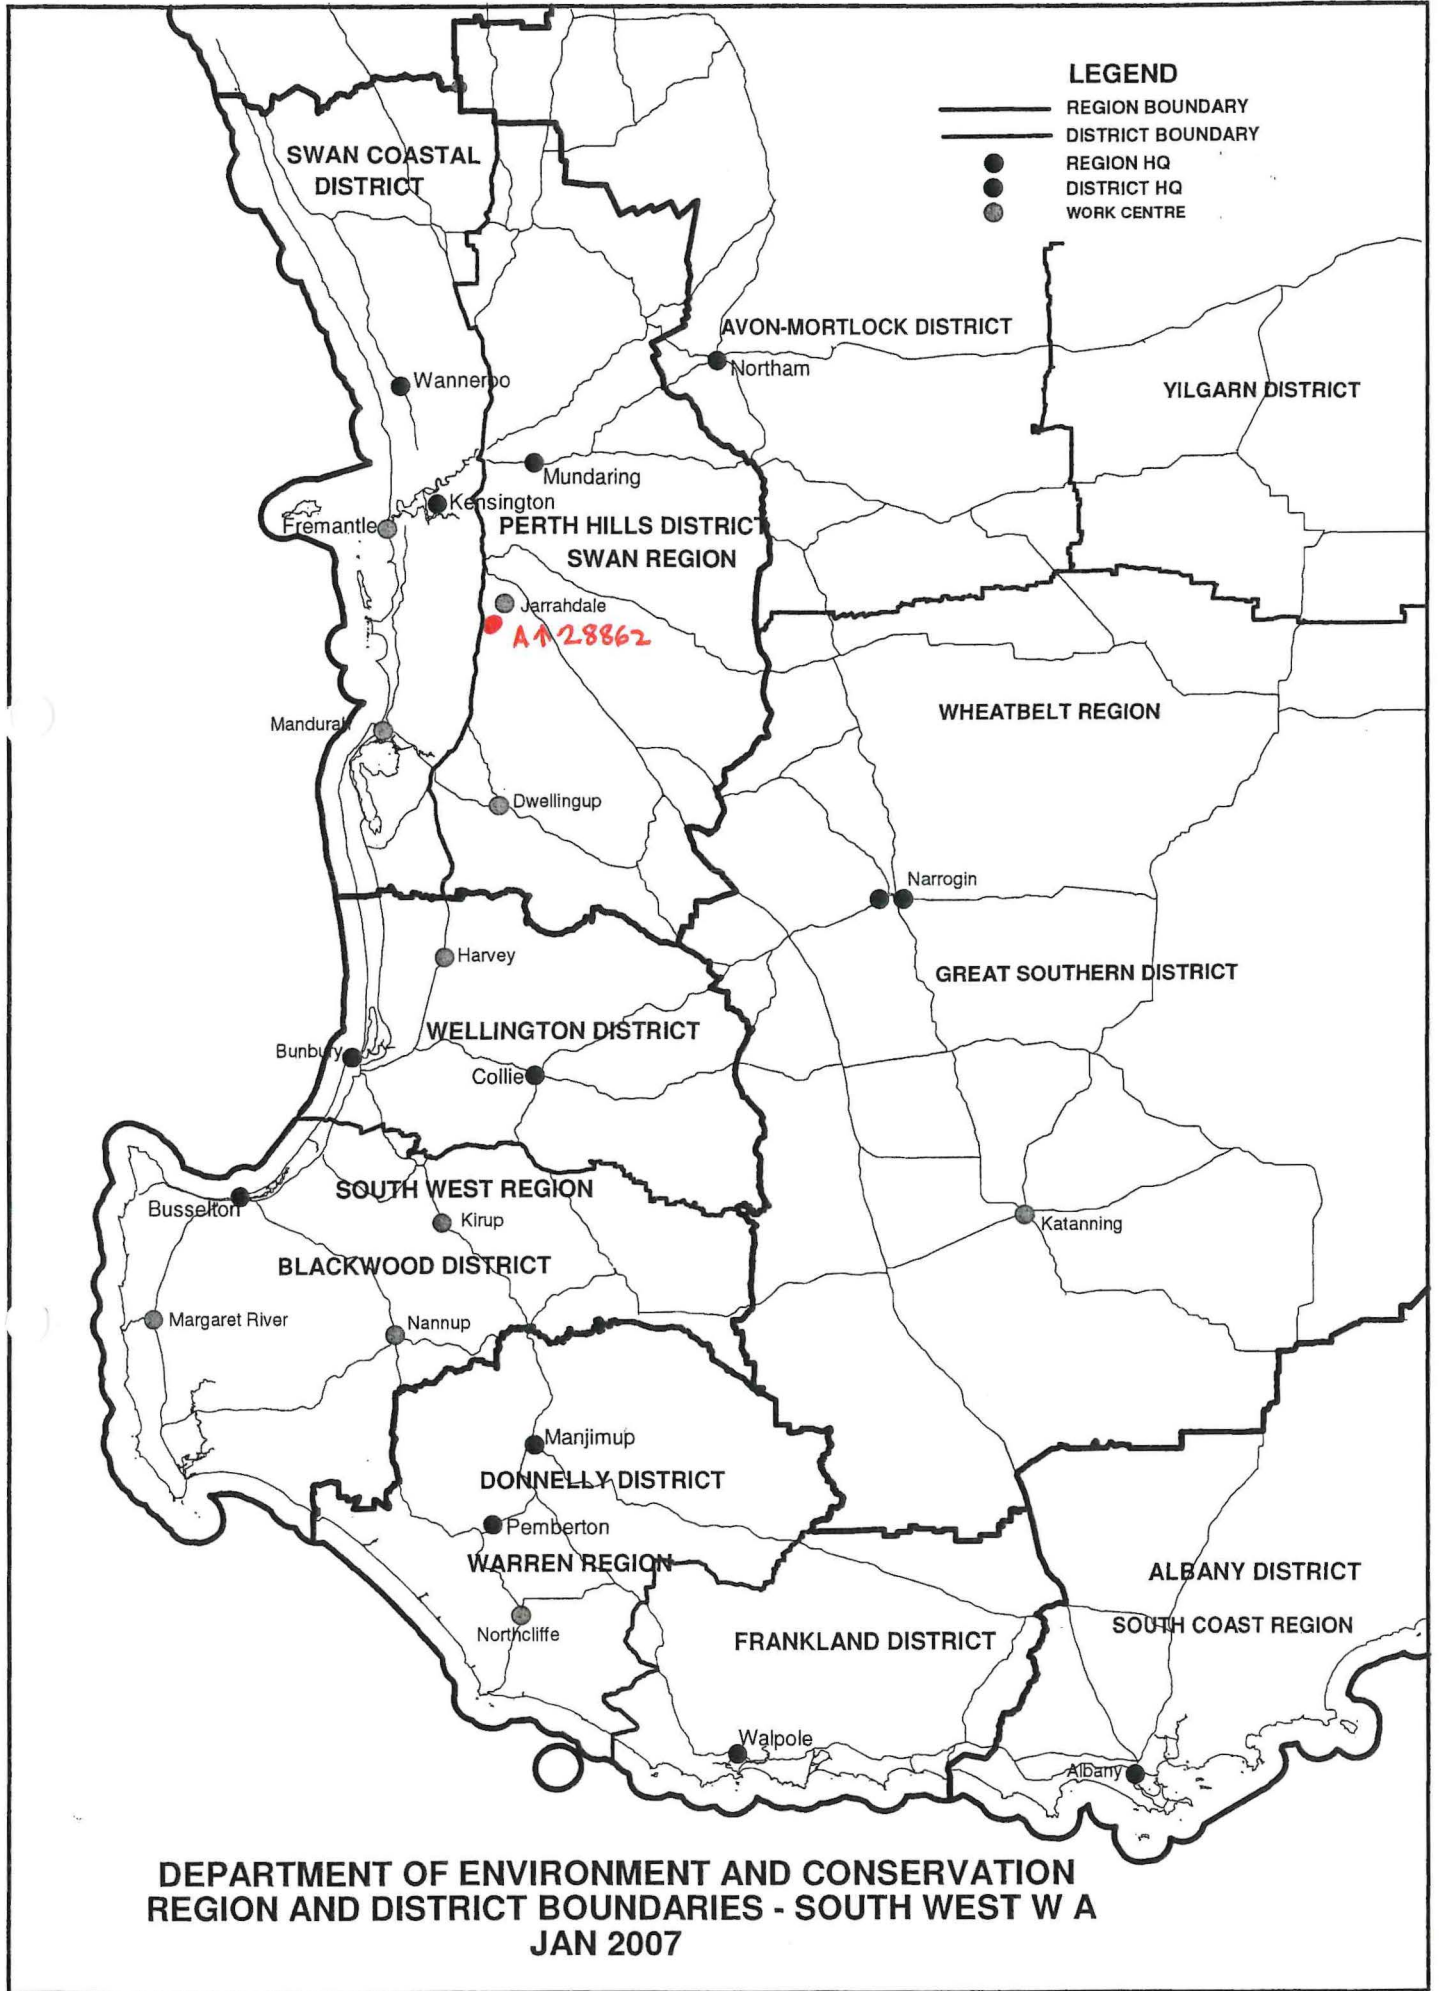 LEGEND
REGION BOUNDARY
DISTRICT BOUNDARY
REGION HQ
DISTRICT HQ
WORK CENTRE
SWAN COASTAL
DISTRICT
AVON-MORTLOCK DISTRICT
Northam
YILGARN DISTRICT
Wanneroo
Mundaring
Kensington
Fremantle
PERTH HILLS DISTRICT
SWAN REGION
Jarrahdale
A↑28862
WHEATBELT REGION
Mandurah
Dwellingup
Narrogin
Harvey
GREAT SOUTHERN DISTRICT
WELLINGTON DISTRICT
Bunbury
Collie
SOUTH WEST REGION
Busselton
Kirup
Katanning
BLACKWOOD DISTRICT
Margaret River
Nannup
Manjimup
DONNELLY DISTRICT
Pemberton
WARREN REGION
ALBANY DISTRICT
Northcliffe
SOUTH COAST REGION
FRANKLAND DISTRICT
Walpole
Albany
DEPARTMENT OF ENVIRONMENT AND CONSERVATION
REGION AND DISTRICT BOUNDARIES - SOUTH WEST W A
JAN 2007